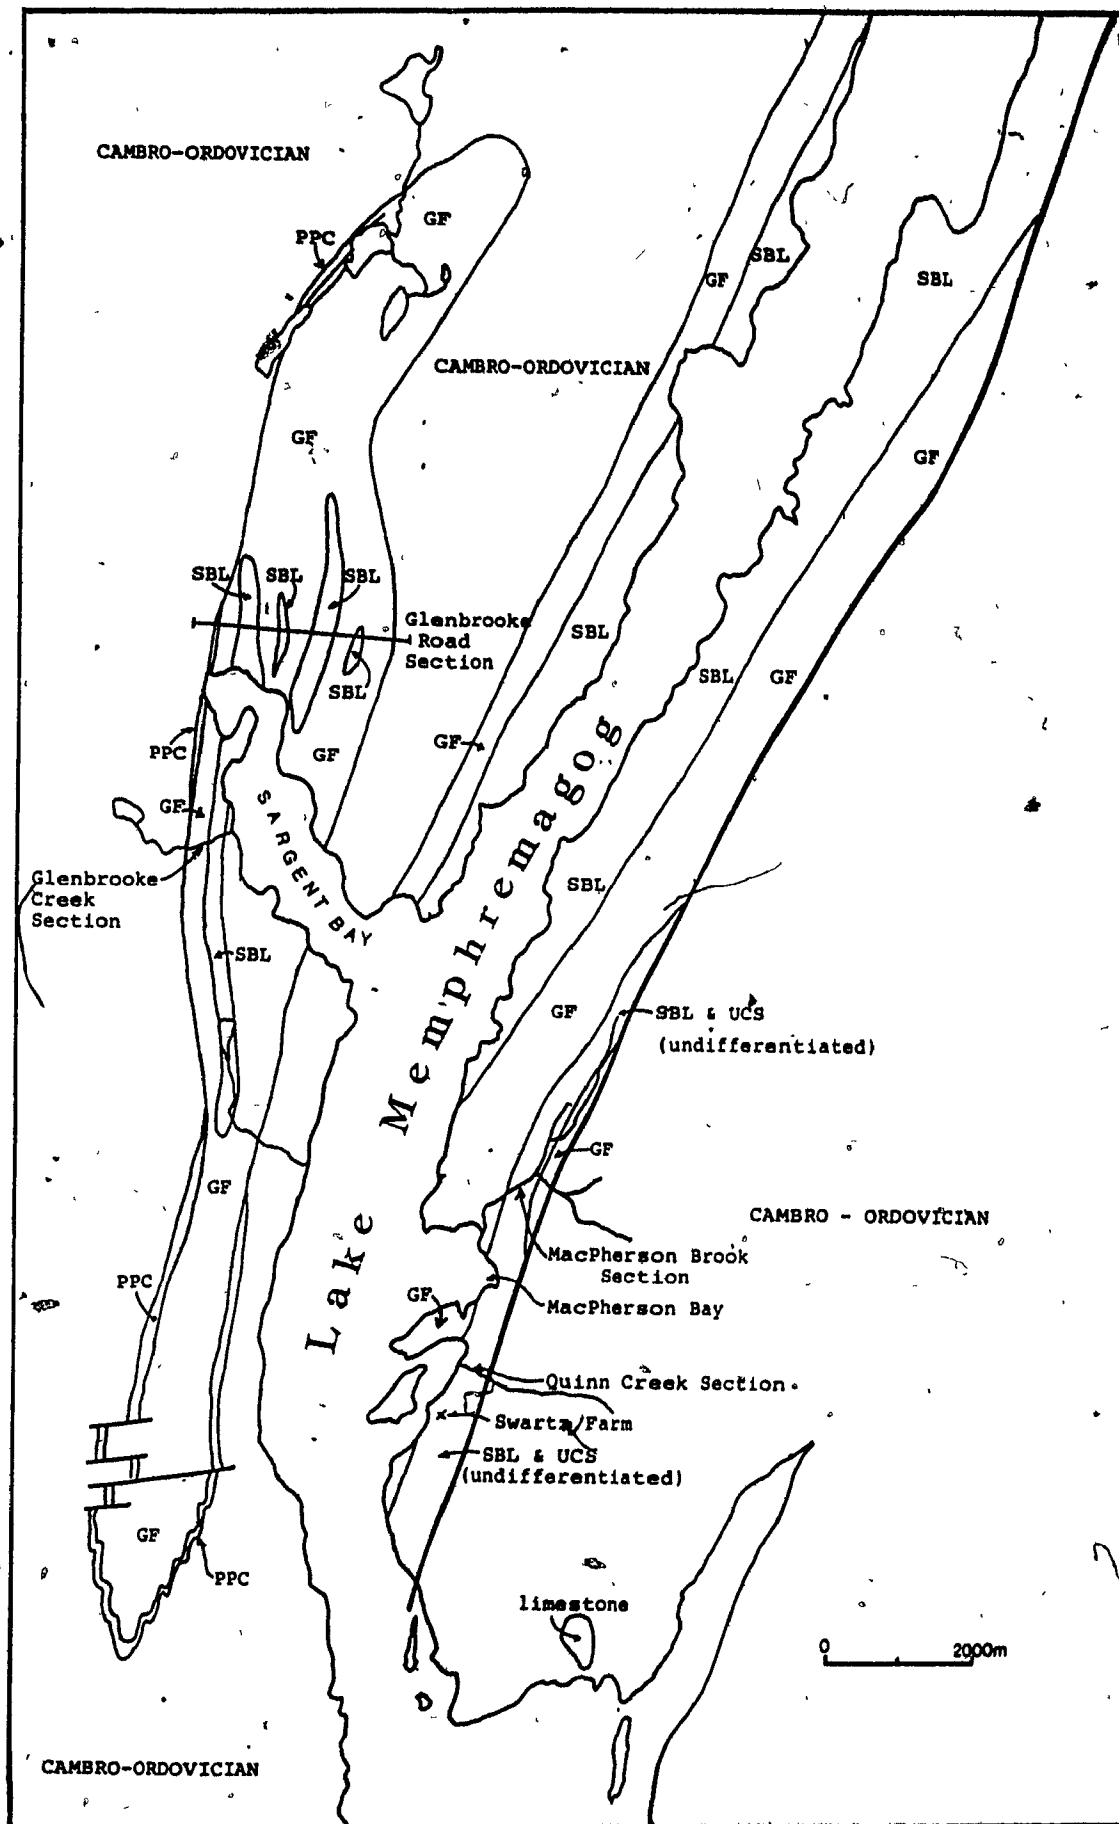 CAMBRO-ORDOVICIAN
GF
PPC
SBL
GF
SBL
CAMBRO-ORDOVICIAN
GF
GF
SBL
SBL
SBL
Glenbrooke
Road
Section
SBL
SBL
SBL
GF
PPC
GF
GF
GF
SARGENT BAY
Glenbrooke
Creek
Section
SBL
SBL
Lake Memphremagog
GF
SBL & UCS
(undifferentiated)
GF
GF
CAMBRO - ORDOVICIAN
MacPherson Brook
Section
PPC
GF
MacPherson Bay
Quinn Creek Section
Swartz Farm
SBL & UCS
(undifferentiated)
GF
PPC
limestone
0 2000m
CAMBRO-ORDOVICIAN